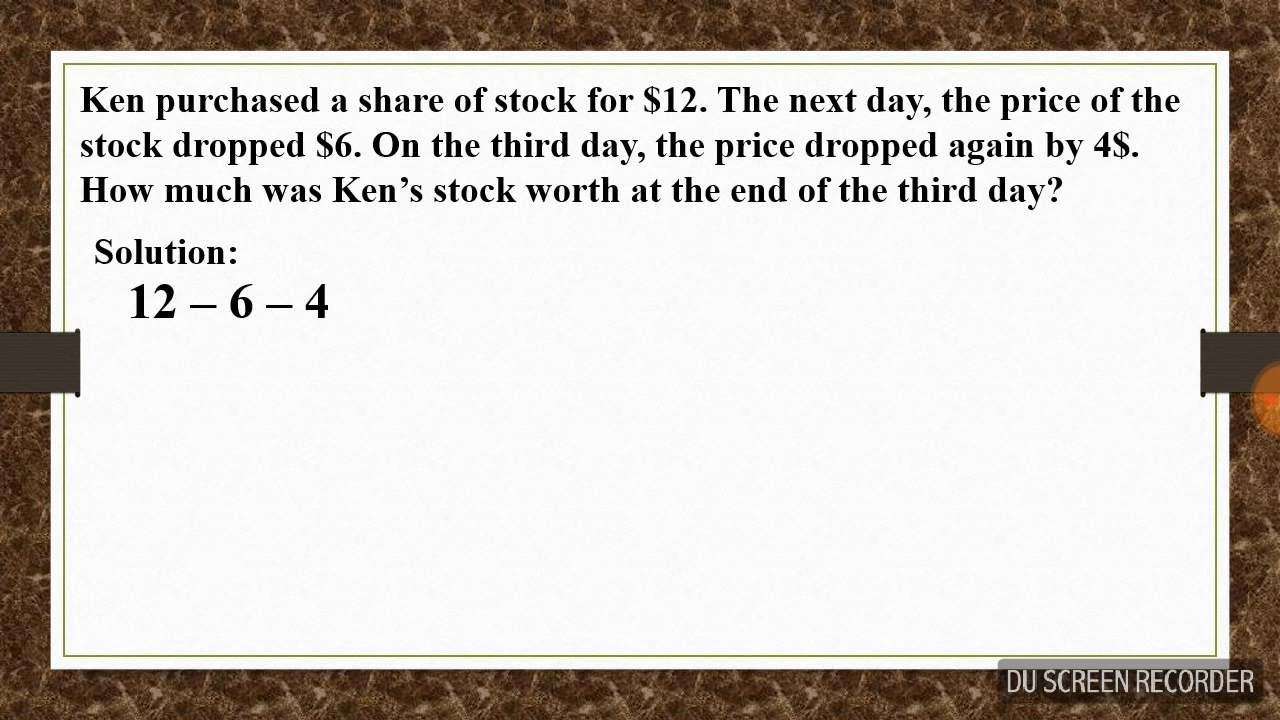 Ken purchased a share of stock for $12. The next day, the price of the
stock dropped $6. On the third day, the price dropped again by 4$.
How much was Ken’s stock worth at the end of the third day?
Solution:
12 – 6 – 4
DU SCREEN RECORDER